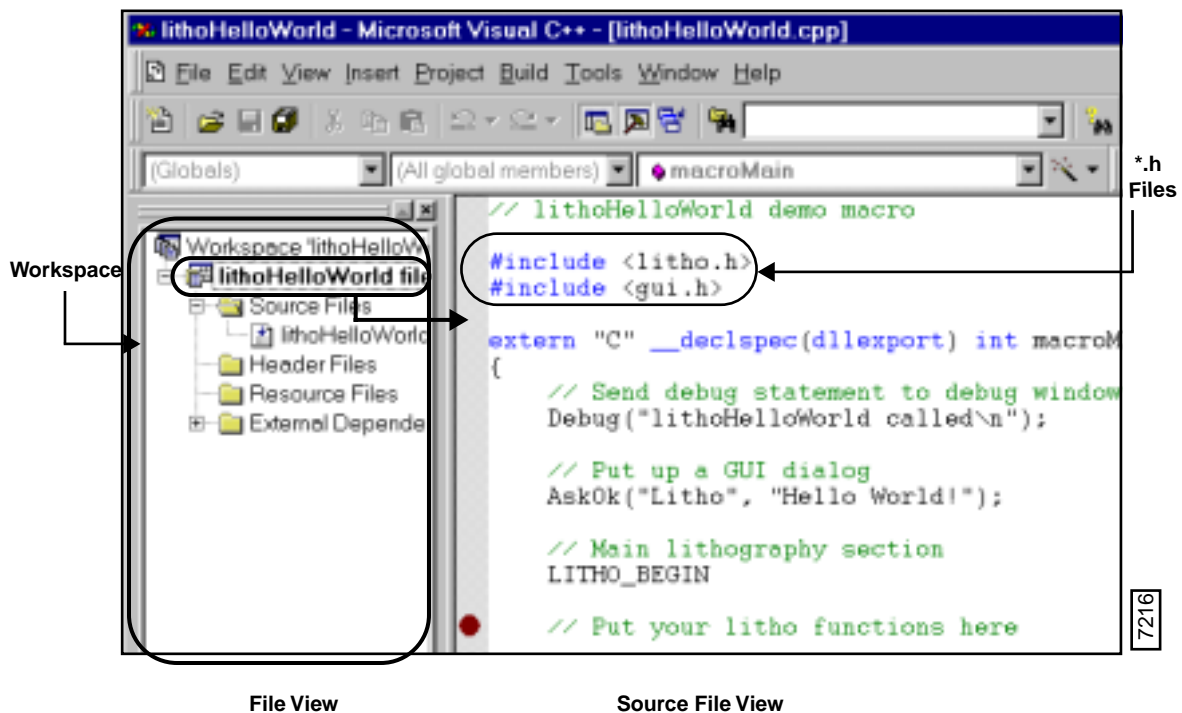 lithoHelloWorld - Microsoft Visual C++ - [lithoHelloWorld.cpp]
File Edit View Insert Project Build Tools Window Help
(Globals) (All global members) macroMain
*.h
Files
Workspace
Workspace 'lithoHelloW
lithoHelloWorld file
Source Files
lithoHelloWorld
Header Files
Resource Files
External Depende
// lithoHelloWorld demo macro
#include <litho.h>
#include <gui.h>
extern "C" __declspec(dllexport) int macroM
{
// Send debug statement to debug window
Debug("lithoHelloWorld called\n");
// Put up a GUI dialog
AskOk("Litho", "Hello World!");
// Main lithography section
LITHO_BEGIN
// Put your litho functions here
7216
File View
Source File View